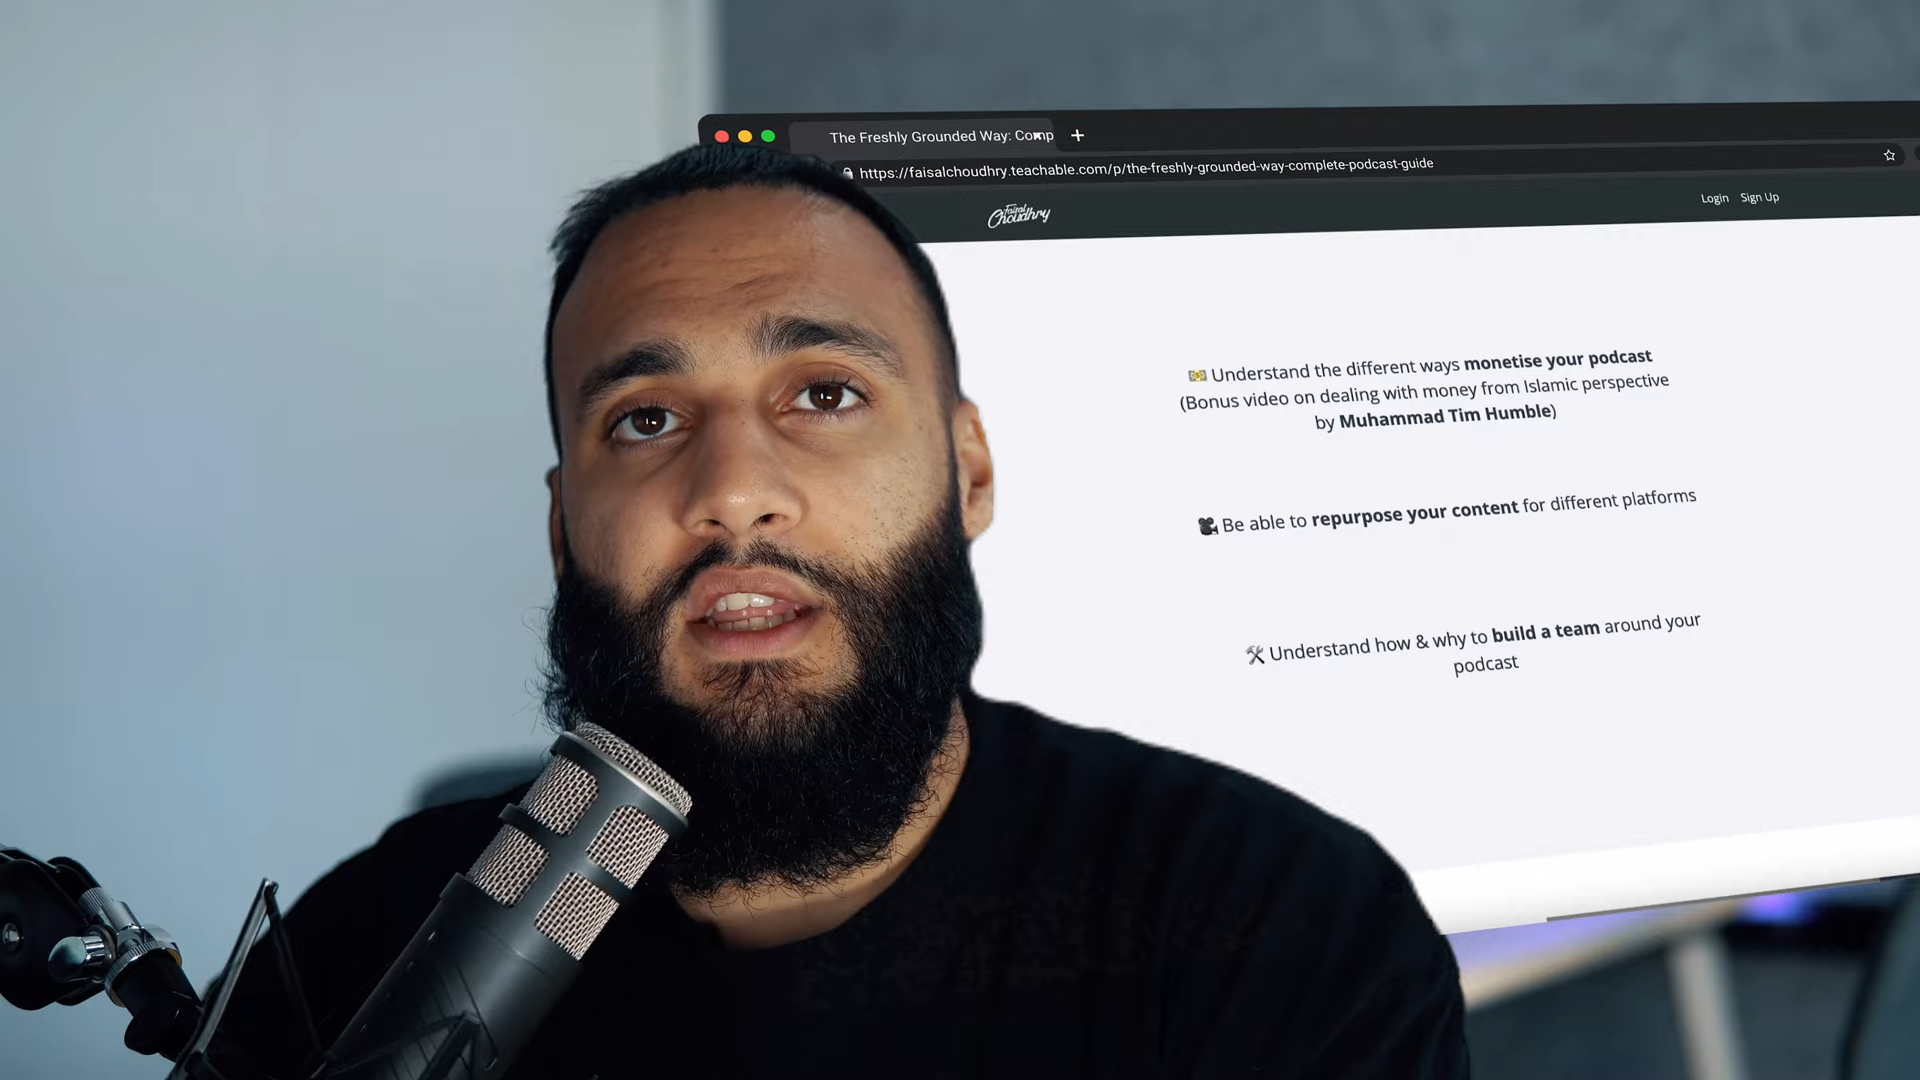 The Freshly Grounded Way: Comp
https://faisalchoudhry.teachable.com/p/the-freshly-grounded-way-complete-podcast-guide
Faisal Choudhry
Login Sign Up
💵 Understand the different ways monetise your podcast
(Bonus video on dealing with money from Islamic perspective
by Muhammad Tim Humble)
🎥 Be able to repurpose your content for different platforms
🛠 Understand how & why to build a team around your
podcast